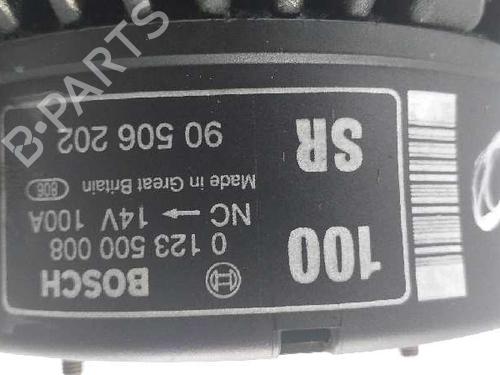 BOSCH
0 123 500 008
NC ← 14V 100A
Made in Great Britain 806
90 506 202
100
SR
B-PARTS